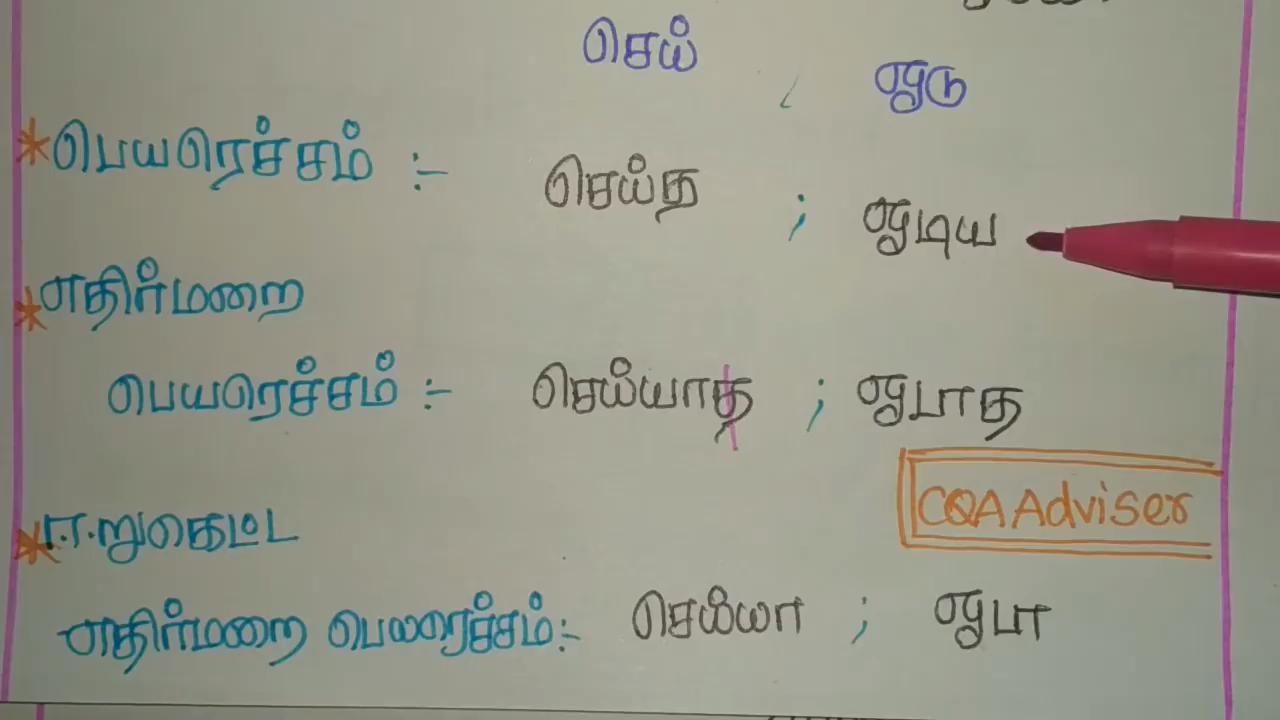 செய் , ஓடு
*பெயரெச்சம் :- செய்த ; ஓடிய
*எதிர்மறை
பெயரெச்சம் :- செய்யாத ; ஓடாத
CQA Adviser
*ஈறுகெட்ட
எதிர்மறை பெயரெச்சம்:- செய்யா ; ஓடா